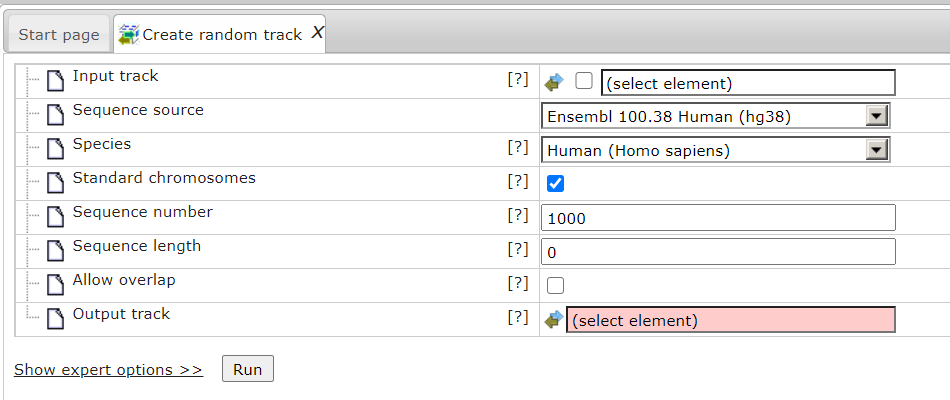 Start page Create random track X
Input track [?] (select element)
Sequence source Ensembl 100.38 Human (hg38)
Species [?] Human (Homo sapiens)
Standard chromosomes [?]
Sequence number [?] 1000
Sequence length [?] 0
Allow overlap [?]
Output track [?] (select element)
Show expert options >> Run